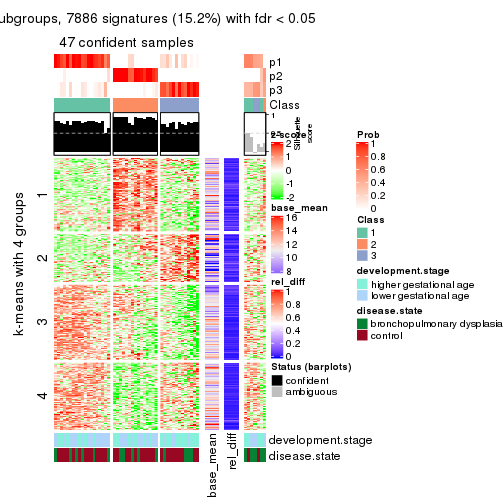 ubgroups, 7886 signatures (15.2%) with fdr < 0.05
47 confident samples
p1
p2
p3
Class
1
Silhouette
score
z-score
2
1
0
-1
-2
base_mean
16
14
12
10
8
rel_diff
1
0.8
0.6
0.4
0.2
0
Status (barplots)
confident
ambiguous
Prob
1
0.8
0.6
0.4
0.2
0
Class
1
2
3
development.stage
higher gestational age
lower gestational age
disease.state
bronchopulmonary dysplasia
control
k-means with 4 groups
1
2
3
4
development.stage
disease.state
base_mean
rel_diff